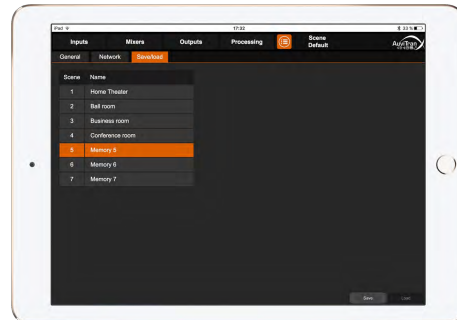 iPad 17:32 33 %
Inputs Mixers Outputs Processing Scene Default AuviTran
General Network Save/load
Scene Name
1 Home Theater
2 Ball room
3 Business room
4 Conference room
5 Memory 5
6 Memory 6
7 Memory 7
Save Load